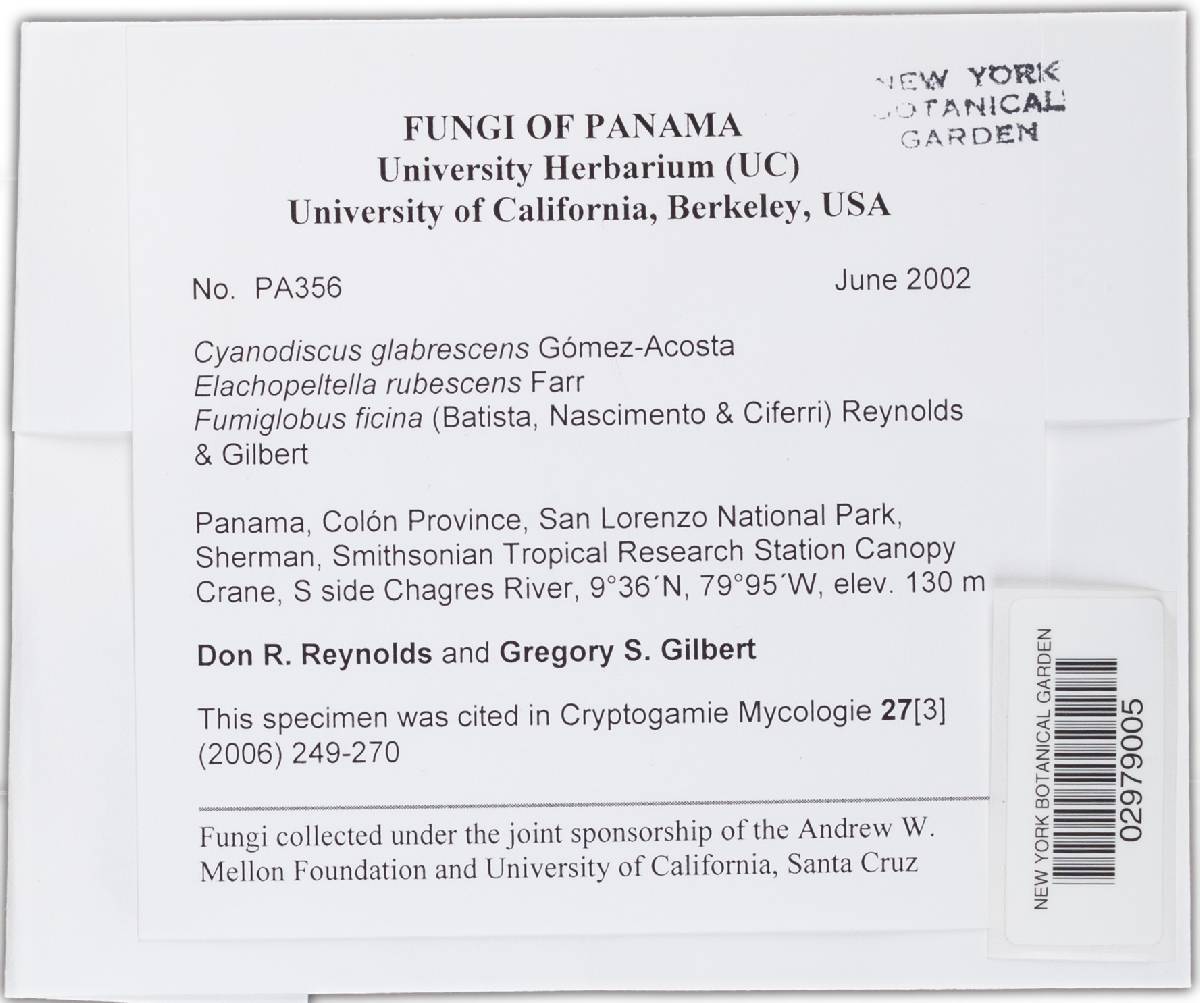 NEW YORK
BOTANICAL
GARDEN
FUNGI OF PANAMA
University Herbarium (UC)
University of California, Berkeley, USA
No. PA356
June 2002
Cyanodiscus glabrescens Gómez-Acosta
Elachopeltella rubescens Farr
Fumiglobus ficina (Batista, Nascimento & Ciferri) Reynolds
& Gilbert
Panama, Colón Province, San Lorenzo National Park,
Sherman, Smithsonian Tropical Research Station Canopy
Crane, S side Chagres River, 9°36´N, 79°95´W, elev. 130 m
Don R. Reynolds and Gregory S. Gilbert
This specimen was cited in Cryptogamie Mycologie 27[3]
(2006) 249-270
Fungi collected under the joint sponsorship of the Andrew W.
Mellon Foundation and University of California, Santa Cruz
NEW YORK BOTANICAL GARDEN
02979005